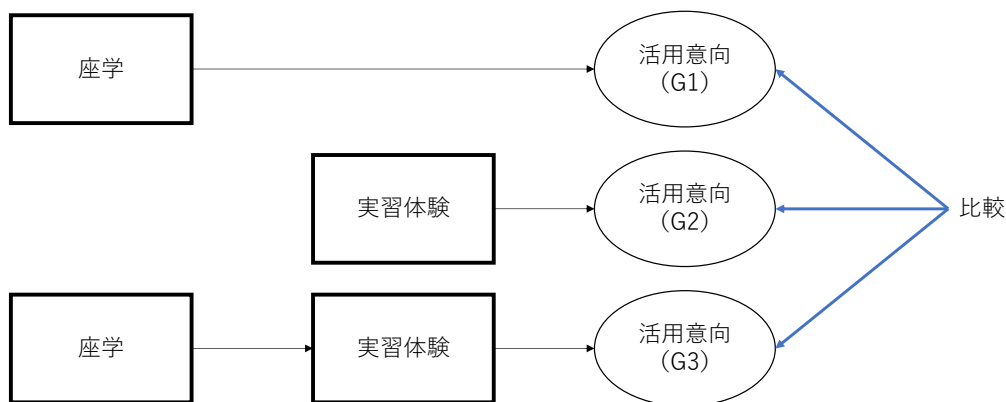 座学
活用意向
（G1）
実習体験
活用意向
（G2）
比較
座学
実習体験
活用意向
（G3）